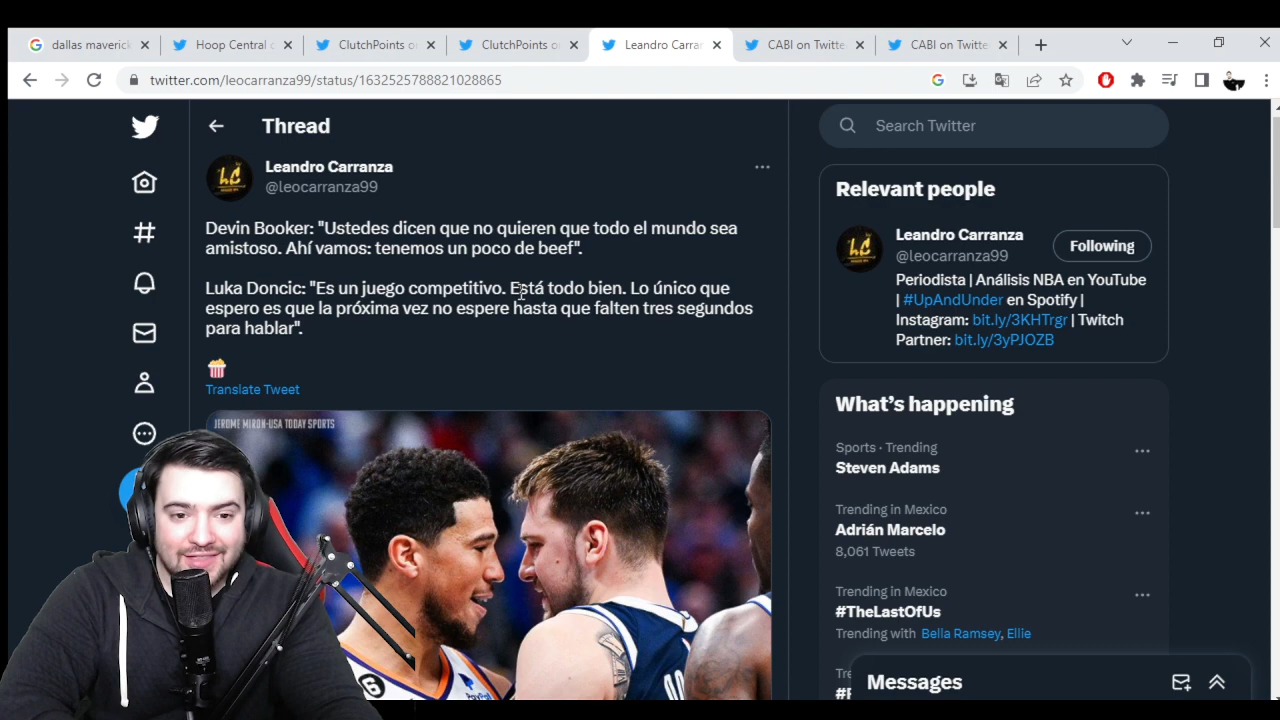 dallas maverick
Hoop Central
ClutchPoints
ClutchPoints
Leandro Carran
CABI on Twitte
CABI on Twitte
twitter.com/leocarranza99/status/1632525788821028865
Thread
Leandro Carranza
@leocarranza99
Devin Booker: "Ustedes dicen que no quieren que todo el mundo sea
amistoso. Ahí vamos: tenemos un poco de beef".
Luka Doncic: "Es un juego competitivo. Está todo bien. Lo único que
espero es que la próxima vez no espere hasta que falten tres segundos
para hablar".
Translate Tweet
JEROME MIRON-USA TODAY SPORTS
6
Search Twitter
Relevant people
Leandro Carranza
@leocarranza99
Following
Periodista | Análisis NBA en YouTube
| #UpAndUnder en Spotify |
Instagram: bit.ly/3KHTrgr | Twitch
Partner: bit.ly/3yPJOZB
What's happening
Sports · Trending
Steven Adams
Trending in Mexico
Adrián Marcelo
8,061 Tweets
Trending in Mexico
#TheLastOfUs
Trending with Bella Ramsey, Ellie
Messages